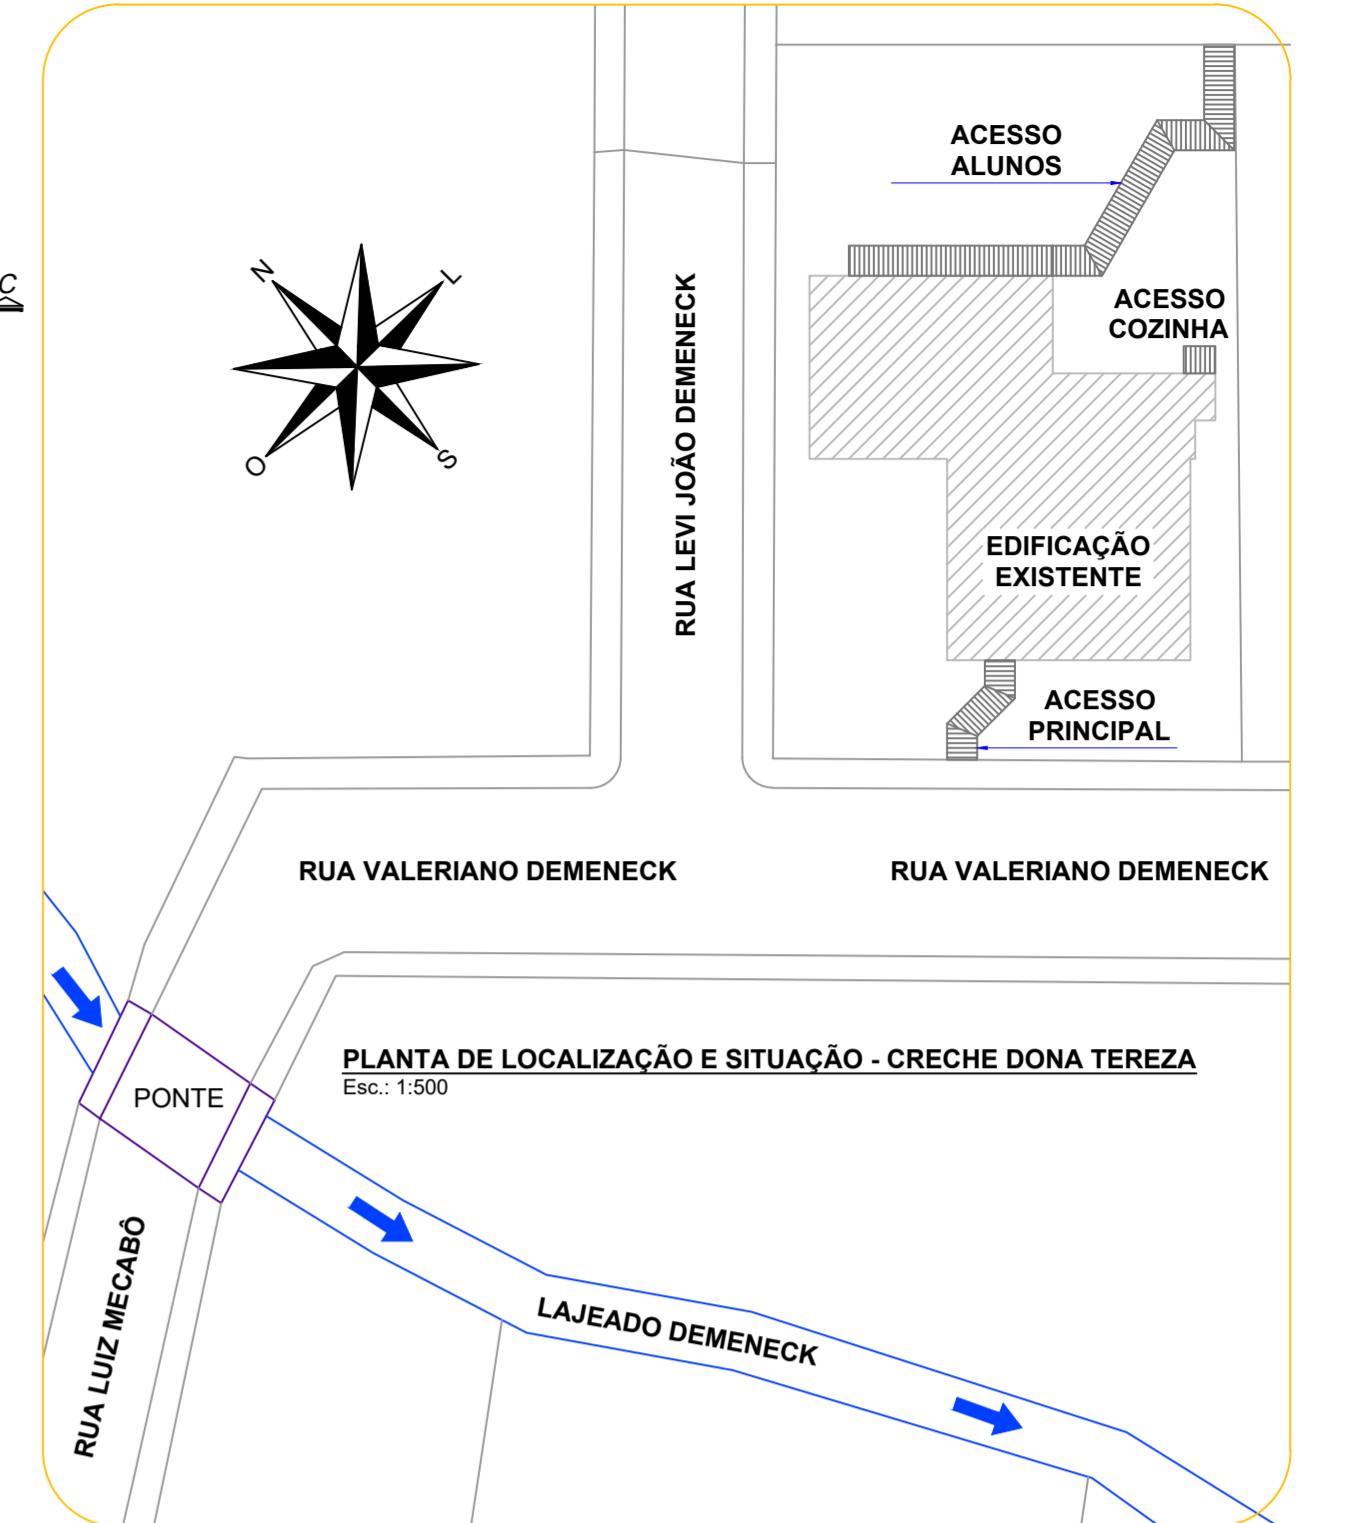 C
ACESSO
ALUNOS
N
L
O
S
RUA LEVI JOÃO DEMENECK
ACESSO
COZINHA
EDIFICAÇÃO
EXISTENTE
ACESSO
PRINCIPAL
RUA VALERIANO DEMENECK
RUA VALERIANO DEMENECK
PLANTA DE LOCALIZAÇÃO E SITUAÇÃO - CRECHE DONA TEREZA
Esc.: 1:500
PONTE
RUA LUIZ MECABÔ
LAJEADO DEMENECK